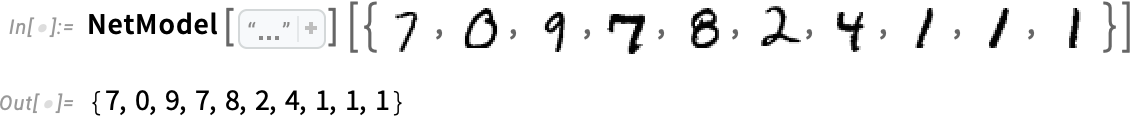 In[•]:= NetModel["..." +][{7, 0, 9, 7, 8, 2, 4, 1, 1, 1}]
Out[•]= {7, 0, 9, 7, 8, 2, 4, 1, 1, 1}